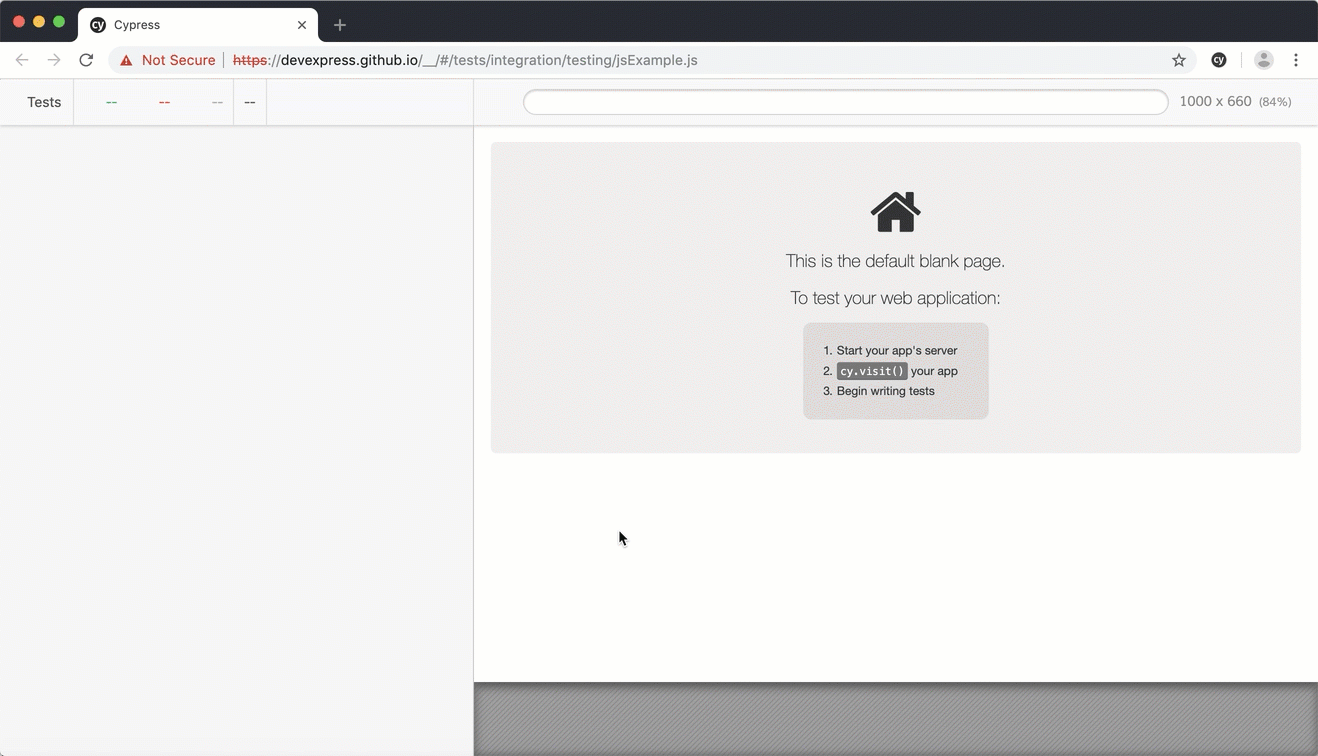 cy Cypress
Not Secure https://devexpress.github.io/__/#/tests/integration/testing/jsExample.js cy
Tests -- -- -- -- 1000 x 660 (84%)
This is the default blank page.
To test your web application:
1. Start your app's server
2. cy.visit() your app
3. Begin writing tests